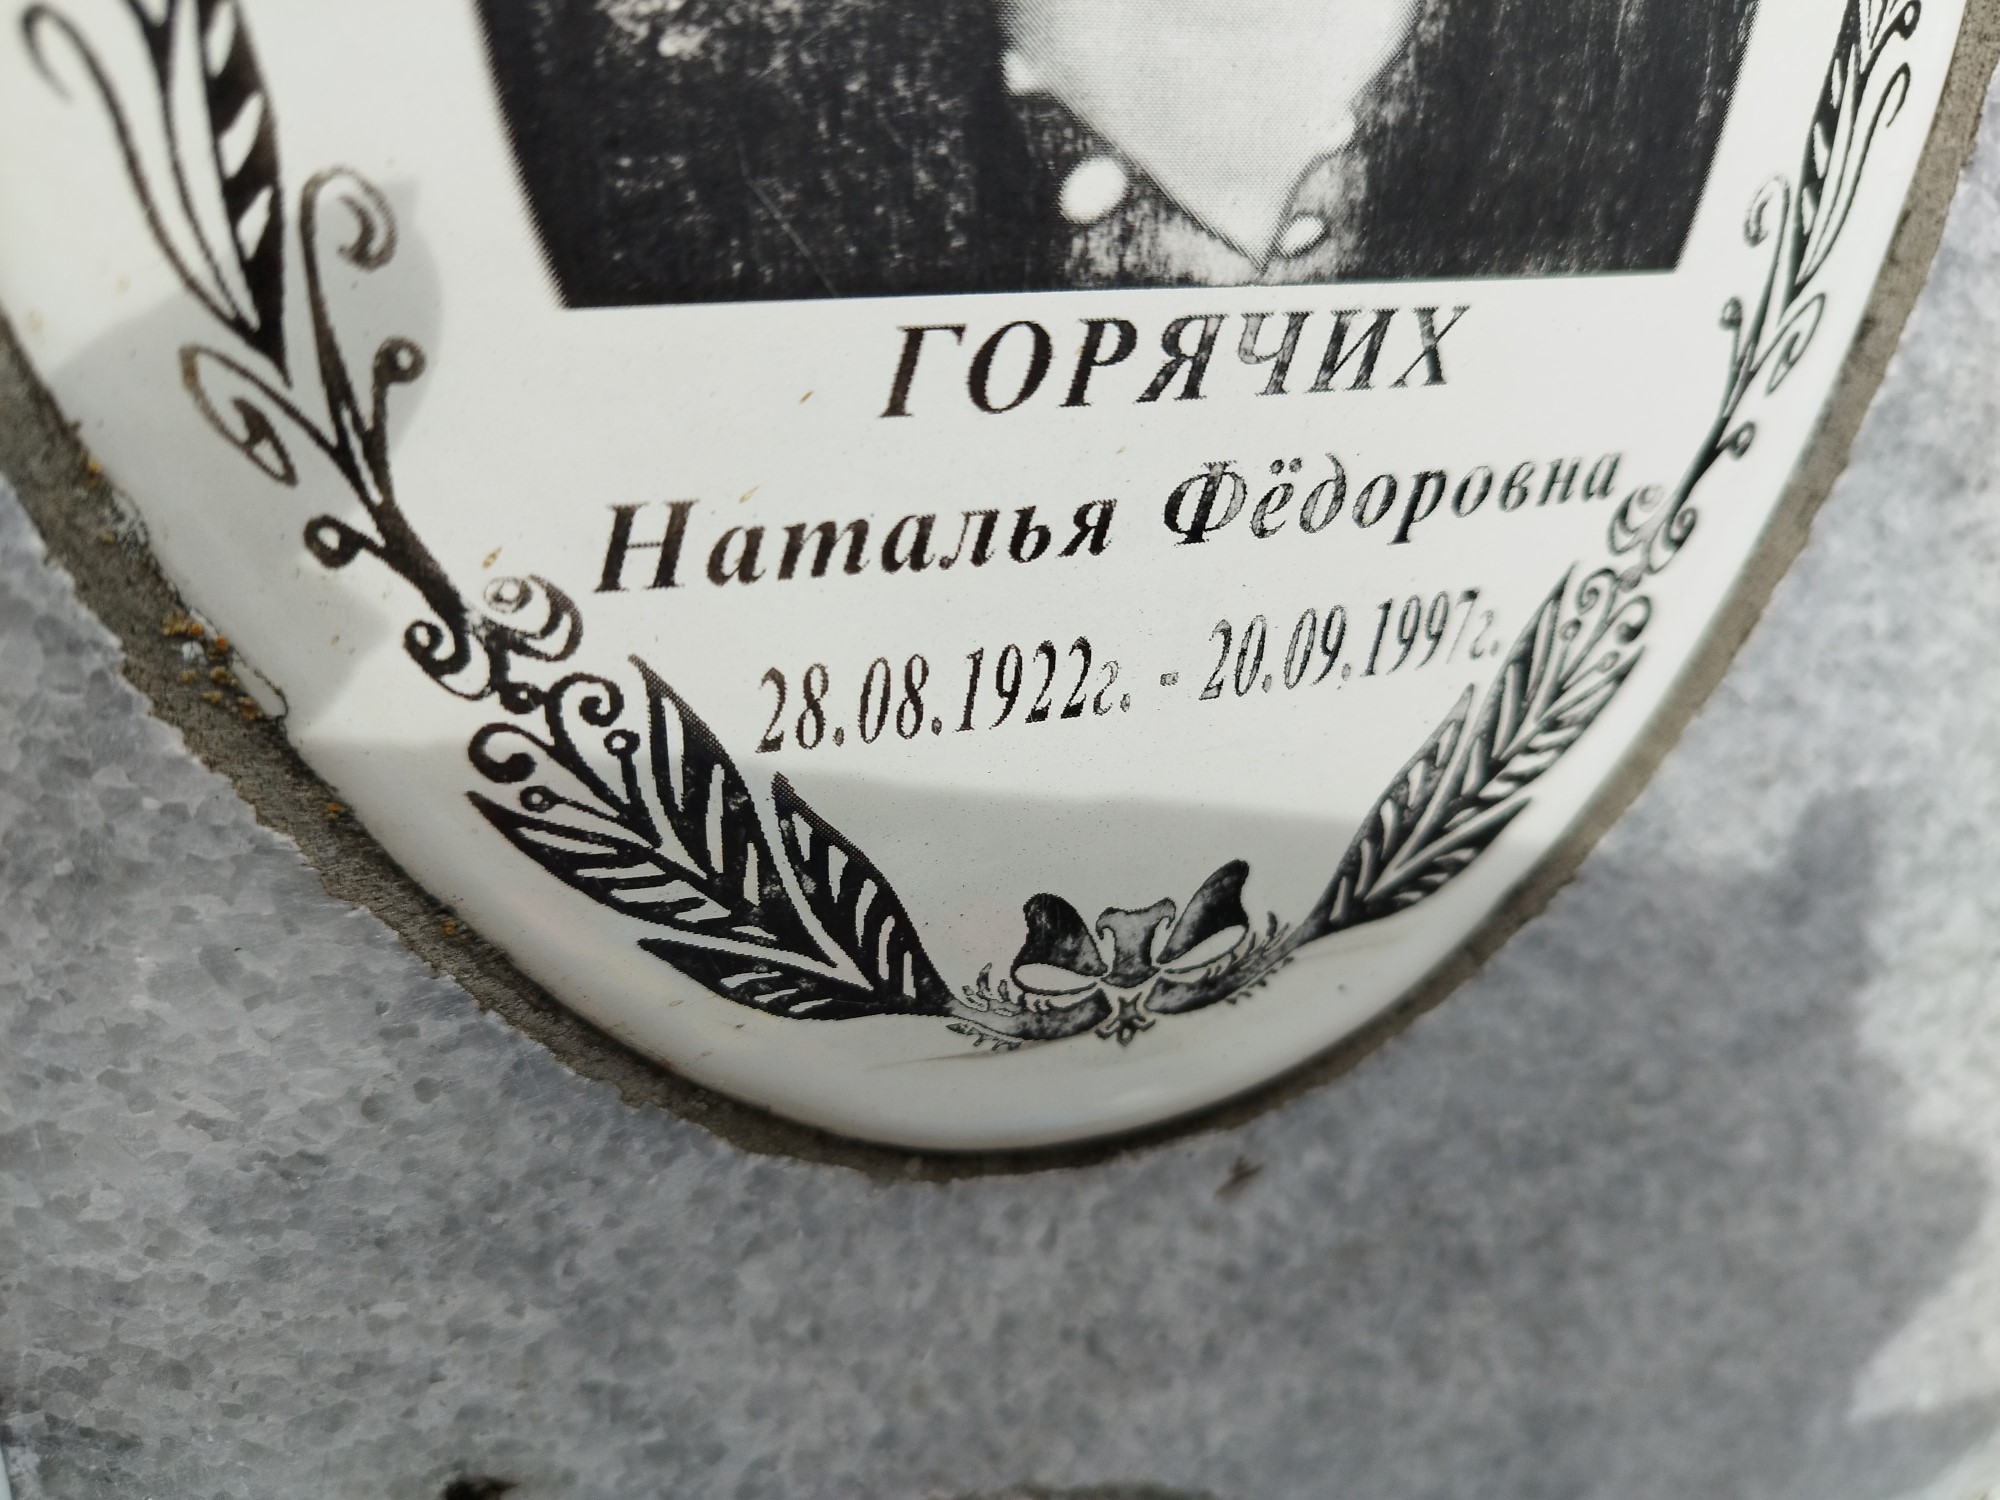 ГОРЯЧИХ
Наталья Фёдоровна
28.08.1922г. - 20.09.1997г.